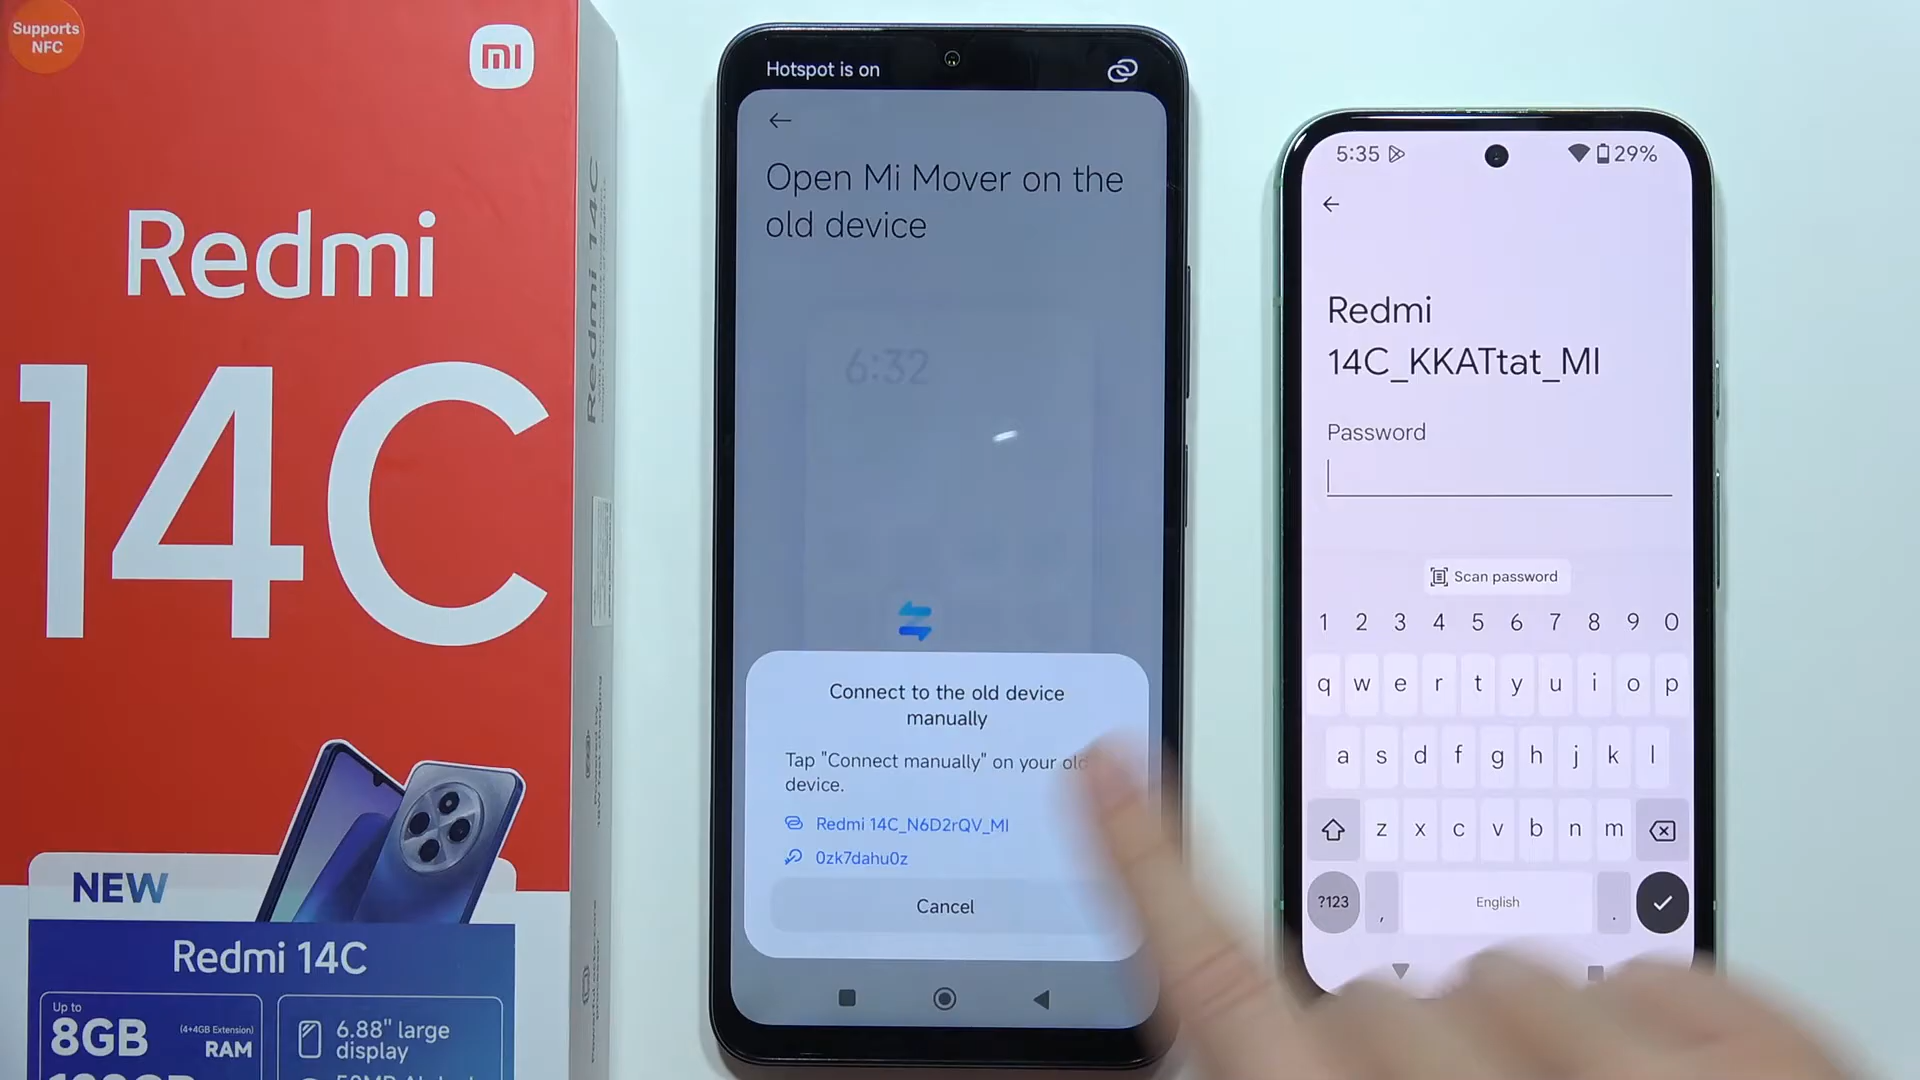 Supports
NFC
mi
Redmi
14C
Redmi 14C
NEW
Redmi 14C
Up to
8GB
(4+4GB Extension)
RAM
6.88" large
display
Hotspot is on
Open Mi Mover on the
old device
6:32
Connect to the old device
manually
Tap "Connect manually" on your old
device.
Redmi 14C_N6D2rQV_MI
0zk7dahu0z
Cancel
5:35
29%
Redmi
14C_KKATtat_MI
Password
Scan password
1 2 3 4 5 6 7 8 9 0
q w e r t y u i o p
a s d f g h j k l
z x c v b n m
?123 , English .